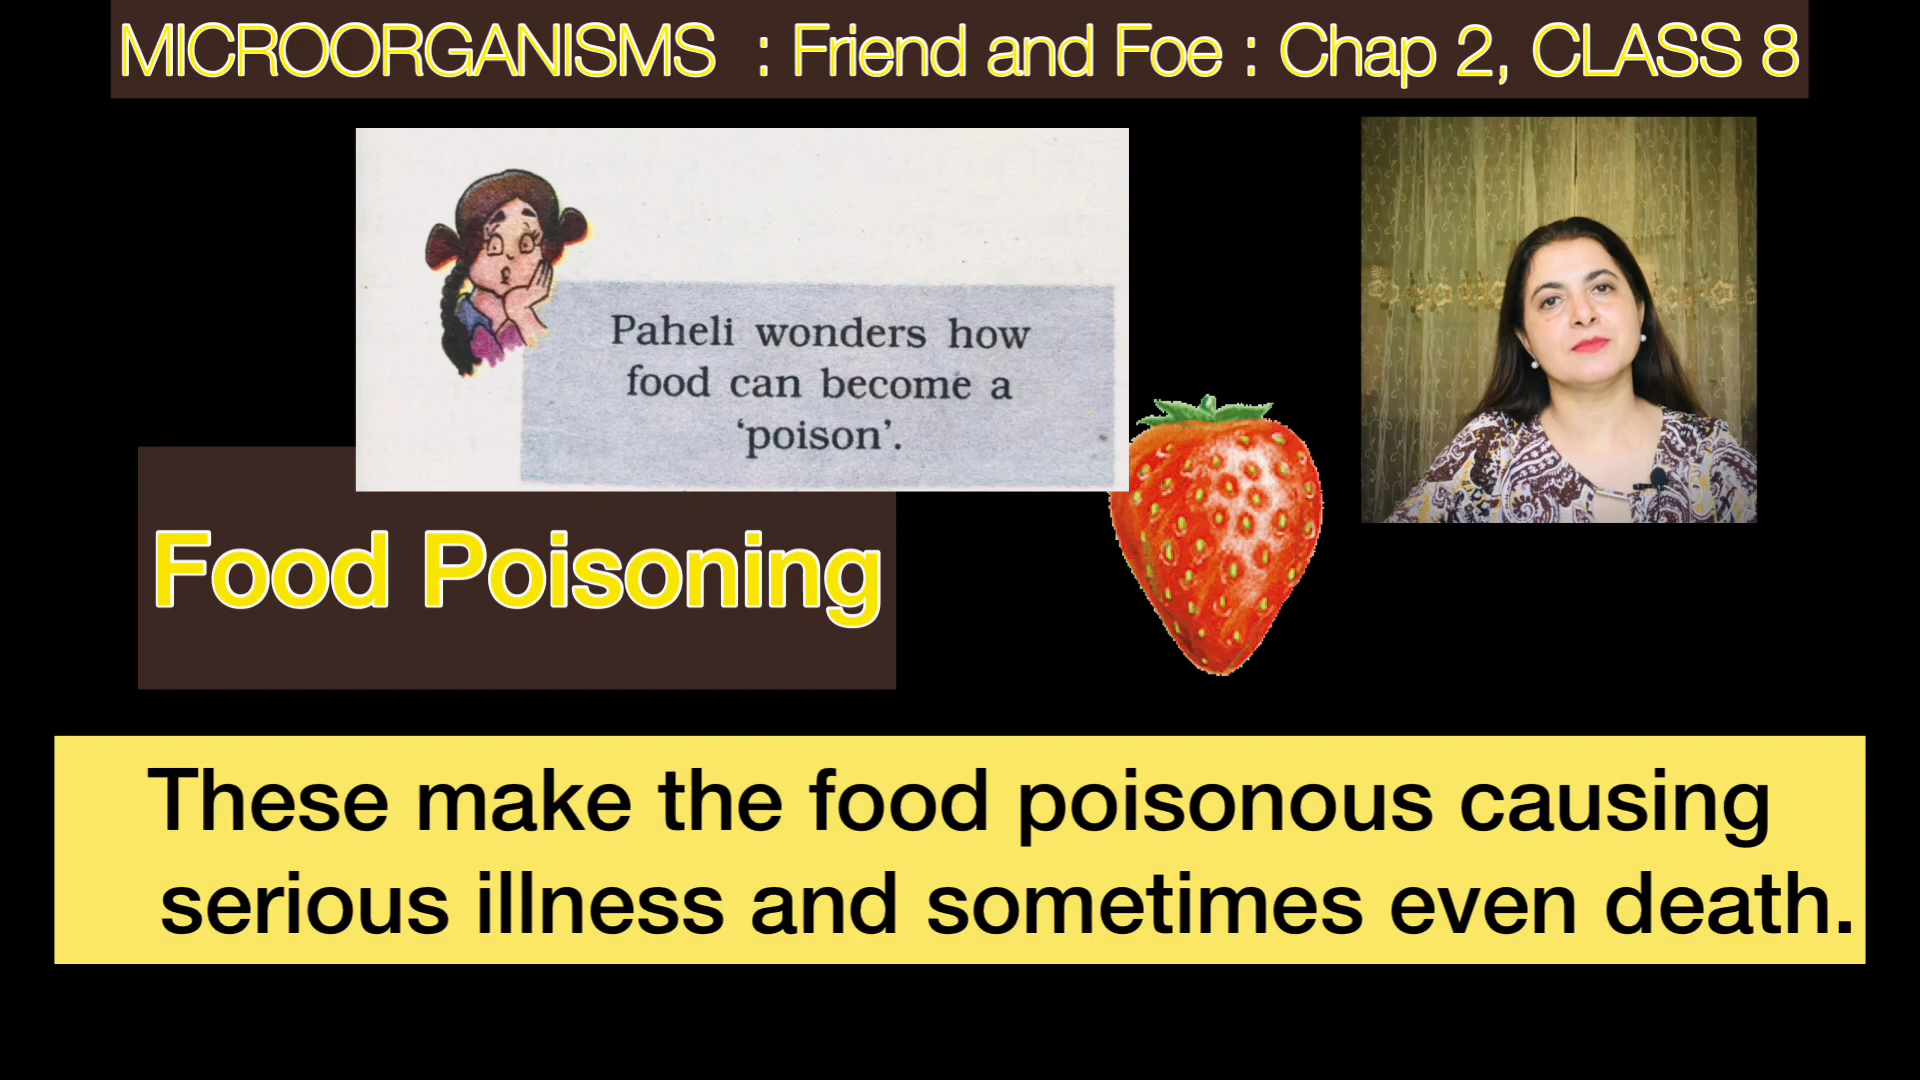 MICROORGANISMS : Friend and Foe : Chap 2, CLASS 8
Paheli wonders how
food can become a
‘poison’.
Food Poisoning
These make the food poisonous causing
serious illness and sometimes even death.